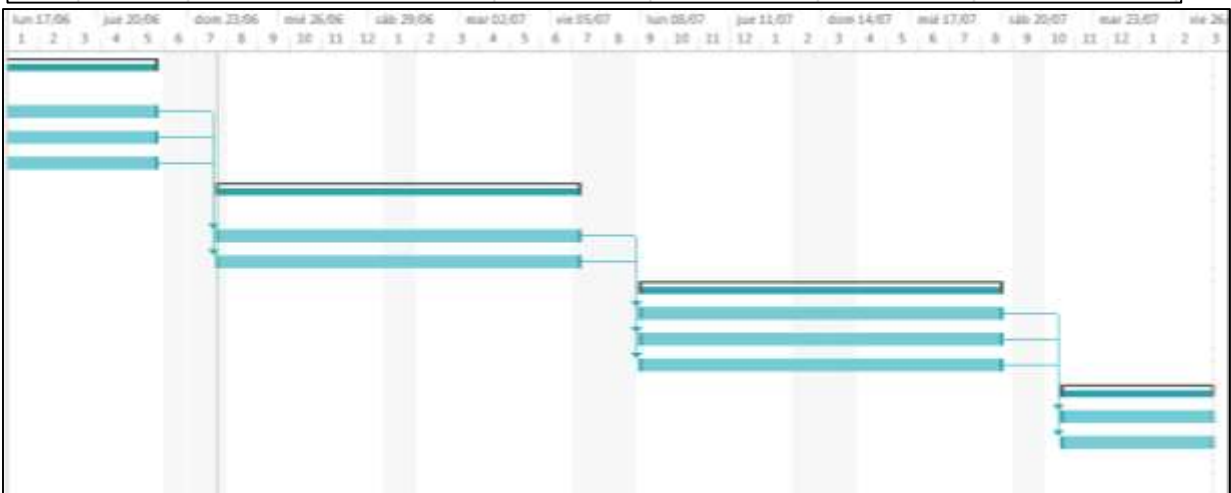 lun 17/06 jue 20/06 dom 23/06 mié 26/06 sáb 29/06 mar 02/07 vie 05/07 lun 08/07 jue 11/07 dom 14/07 mié 17/07 sáb 20/07 mar 23/07 vie 26/
1 2 3 4 5 6 7 8 9 10 11 12 1 2 3 4 5 6 7 8 9 10 11 12 1 2 3 4 5 6 7 8 9 10 11 12 1 2 3